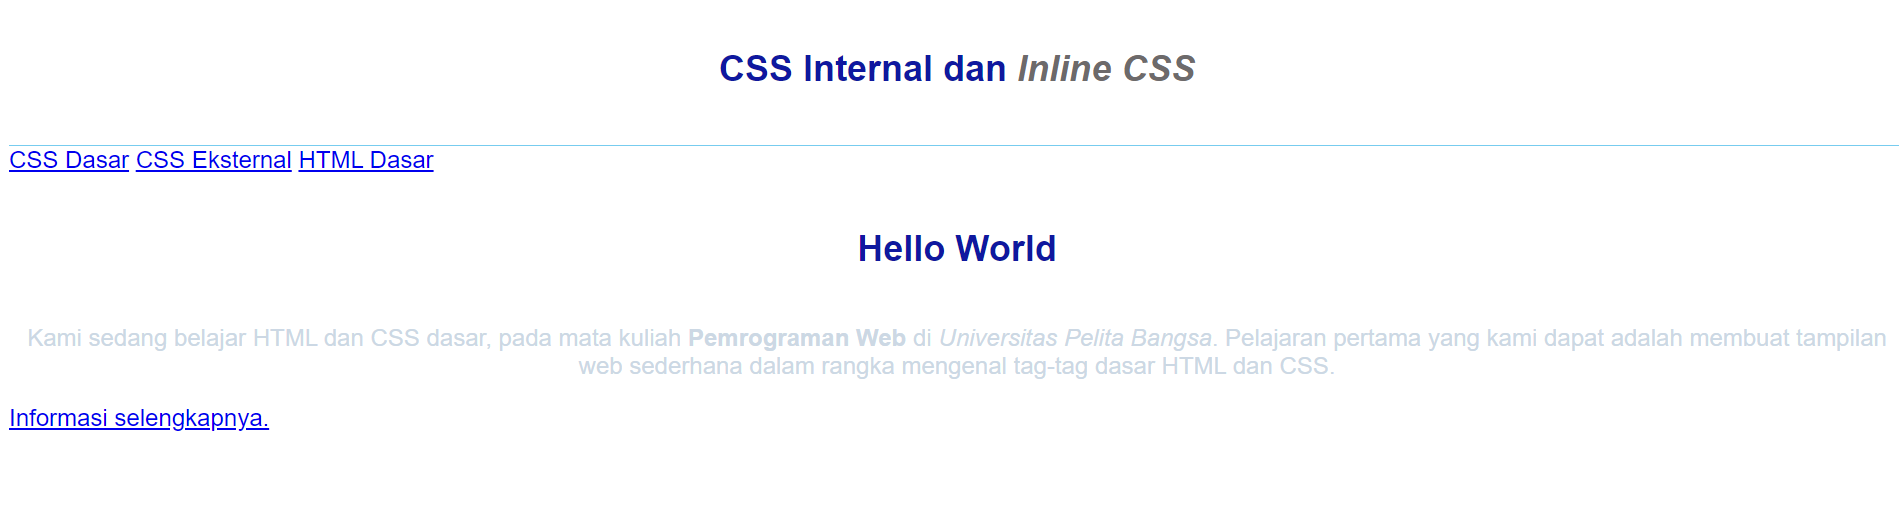 CSS Internal dan Inline CSS
CSS Dasar CSS Eksternal HTML Dasar
Hello World
Kami sedang belajar HTML dan CSS dasar, pada mata kuliah Pemrograman Web di Universitas Pelita Bangsa. Pelajaran pertama yang kami dapat adalah membuat tampilan
web sederhana dalam rangka mengenal tag-tag dasar HTML dan CSS.
Informasi selengkapnya.